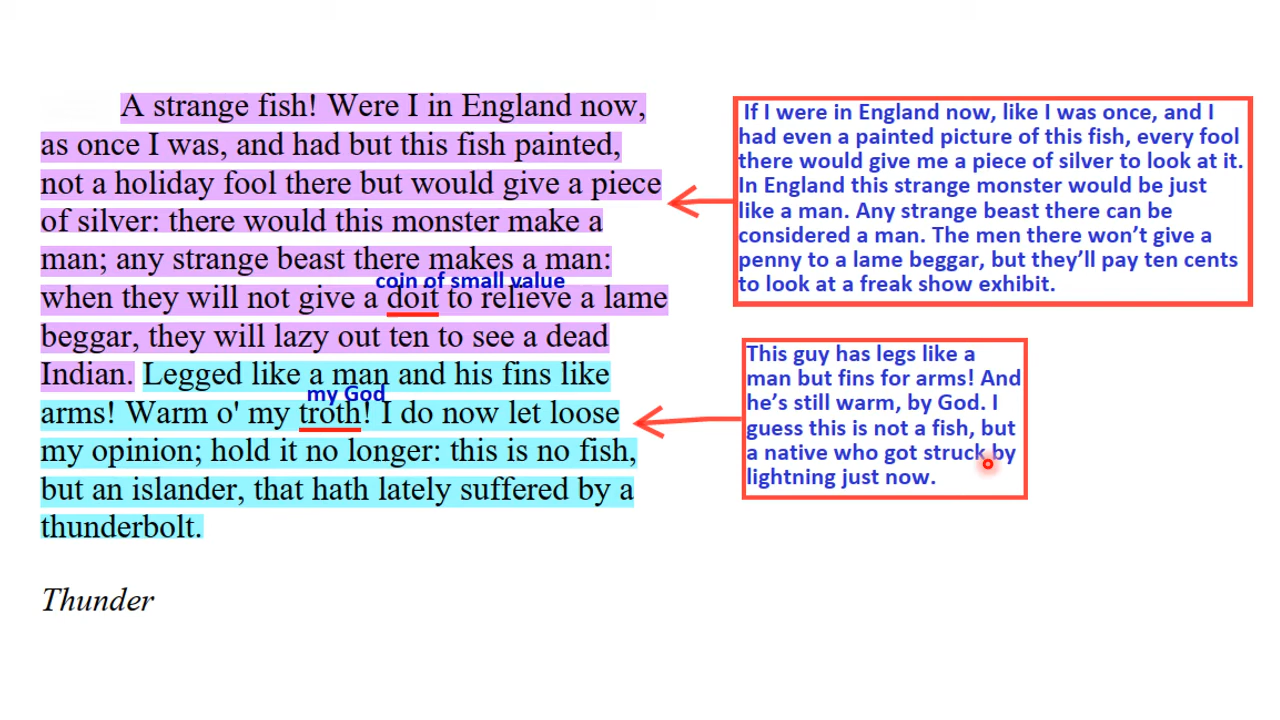 A strange fish! Were I in England now,
as once I was, and had but this fish painted,
not a holiday fool there but would give a piece
of silver: there would this monster make a
man; any strange beast there makes a man:
coin of small value
when they will not give a doit to relieve a lame
beggar, they will lazy out ten to see a dead
Indian. Legged like a man and his fins like
my God
arms! Warm o' my troth! I do now let loose
my opinion; hold it no longer: this is no fish,
but an islander, that hath lately suffered by a
thunderbolt.
Thunder
If I were in England now, like I was once, and I
had even a painted picture of this fish, every fool
there would give me a piece of silver to look at it.
In England this strange monster would be just
like a man. Any strange beast there can be
considered a man. The men there won’t give a
penny to a lame beggar, but they’ll pay ten cents
to look at a freak show exhibit.
This guy has legs like a
man but fins for arms! And
he’s still warm, by God. I
guess this is not a fish, but
a native who got struck by
lightning just now.